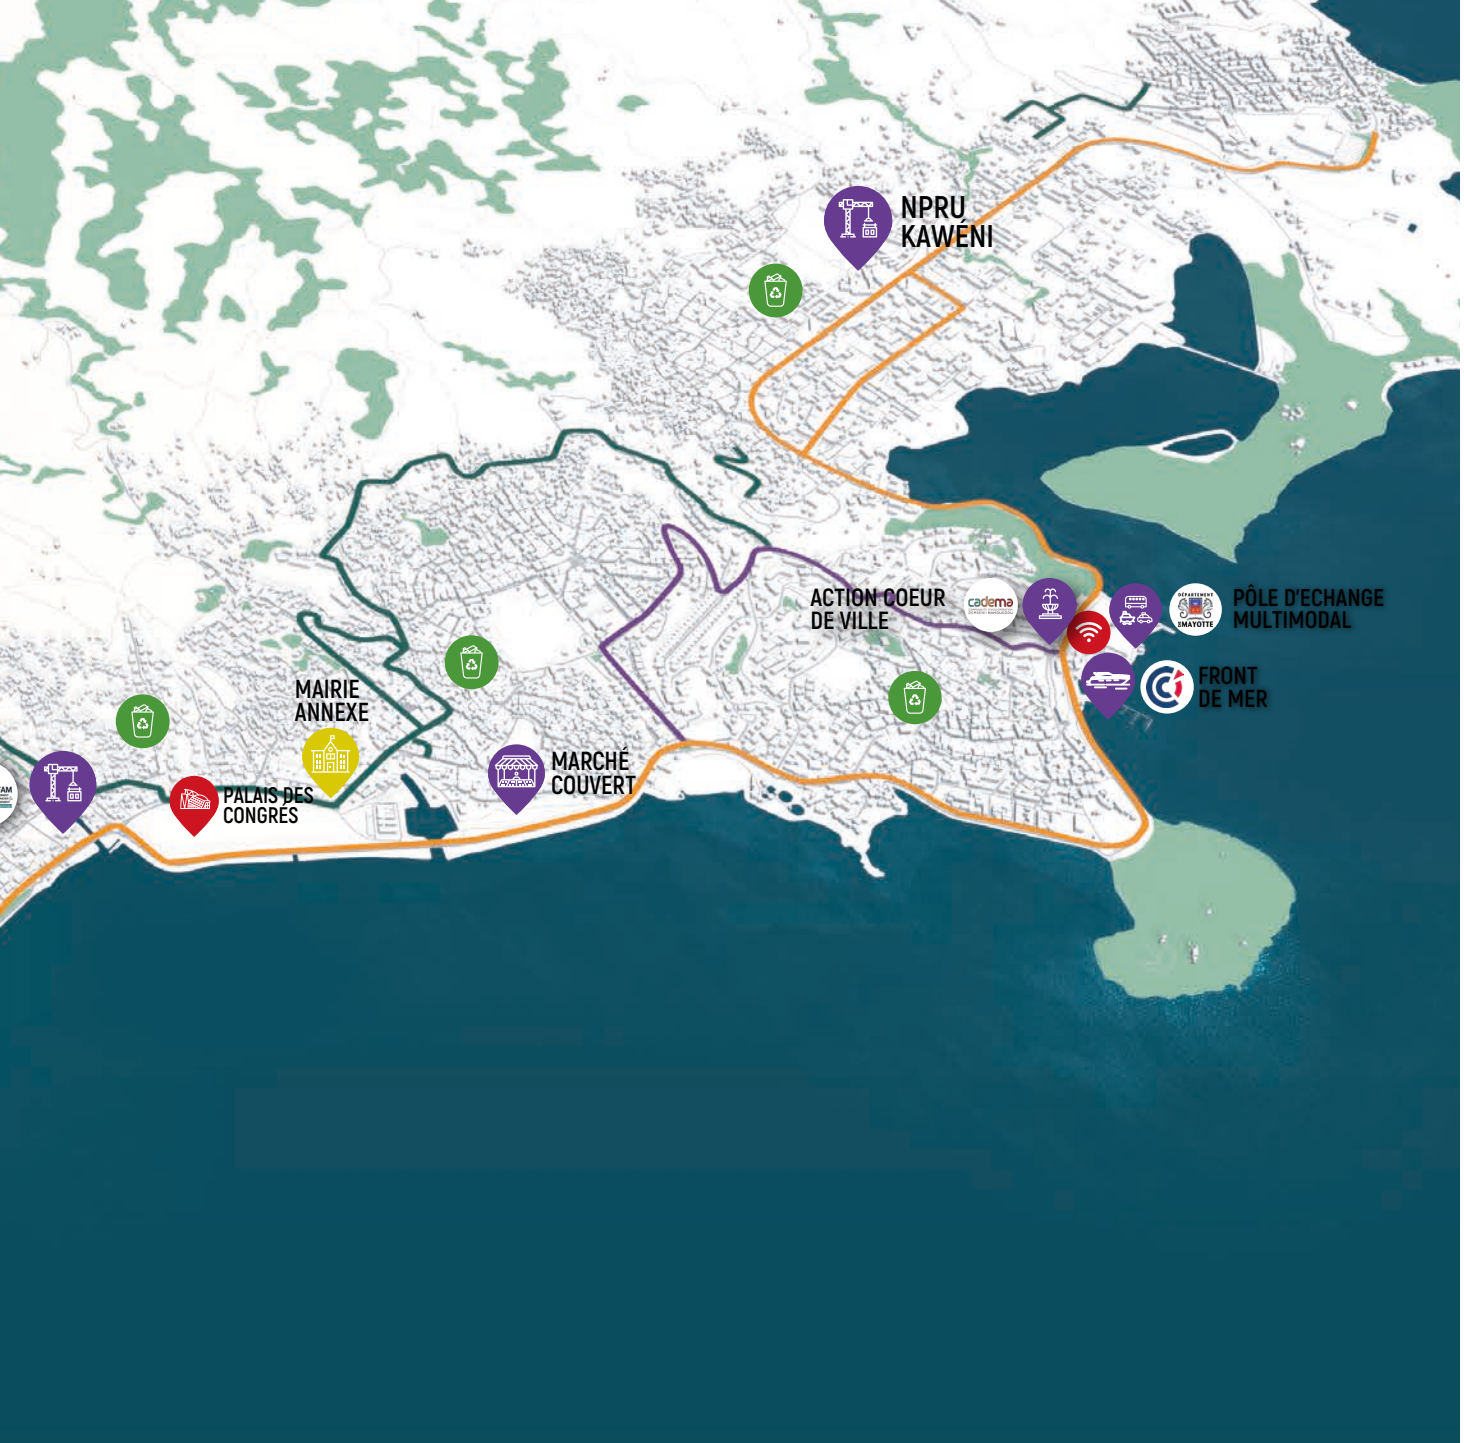 NPRU
KAWÉNI
ACTION COEUR
DE VILLE
cadema
DÉPARTEMENT
MAYOTTE
PÔLE D'ECHANGE
MULTIMODAL
FRONT
DE MER
MAIRIE
ANNEXE
MARCHÉ
COUVERT
PALAIS DES
CONGRÈS